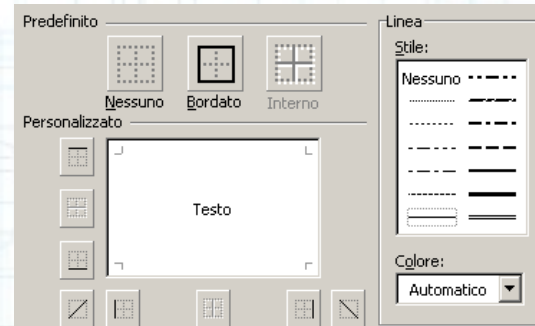 Predefinito
Nessuno
Bordato
Interno
Personalizzato
Testo
Linea
Stile:
Nessuno
Colore:
Automatico